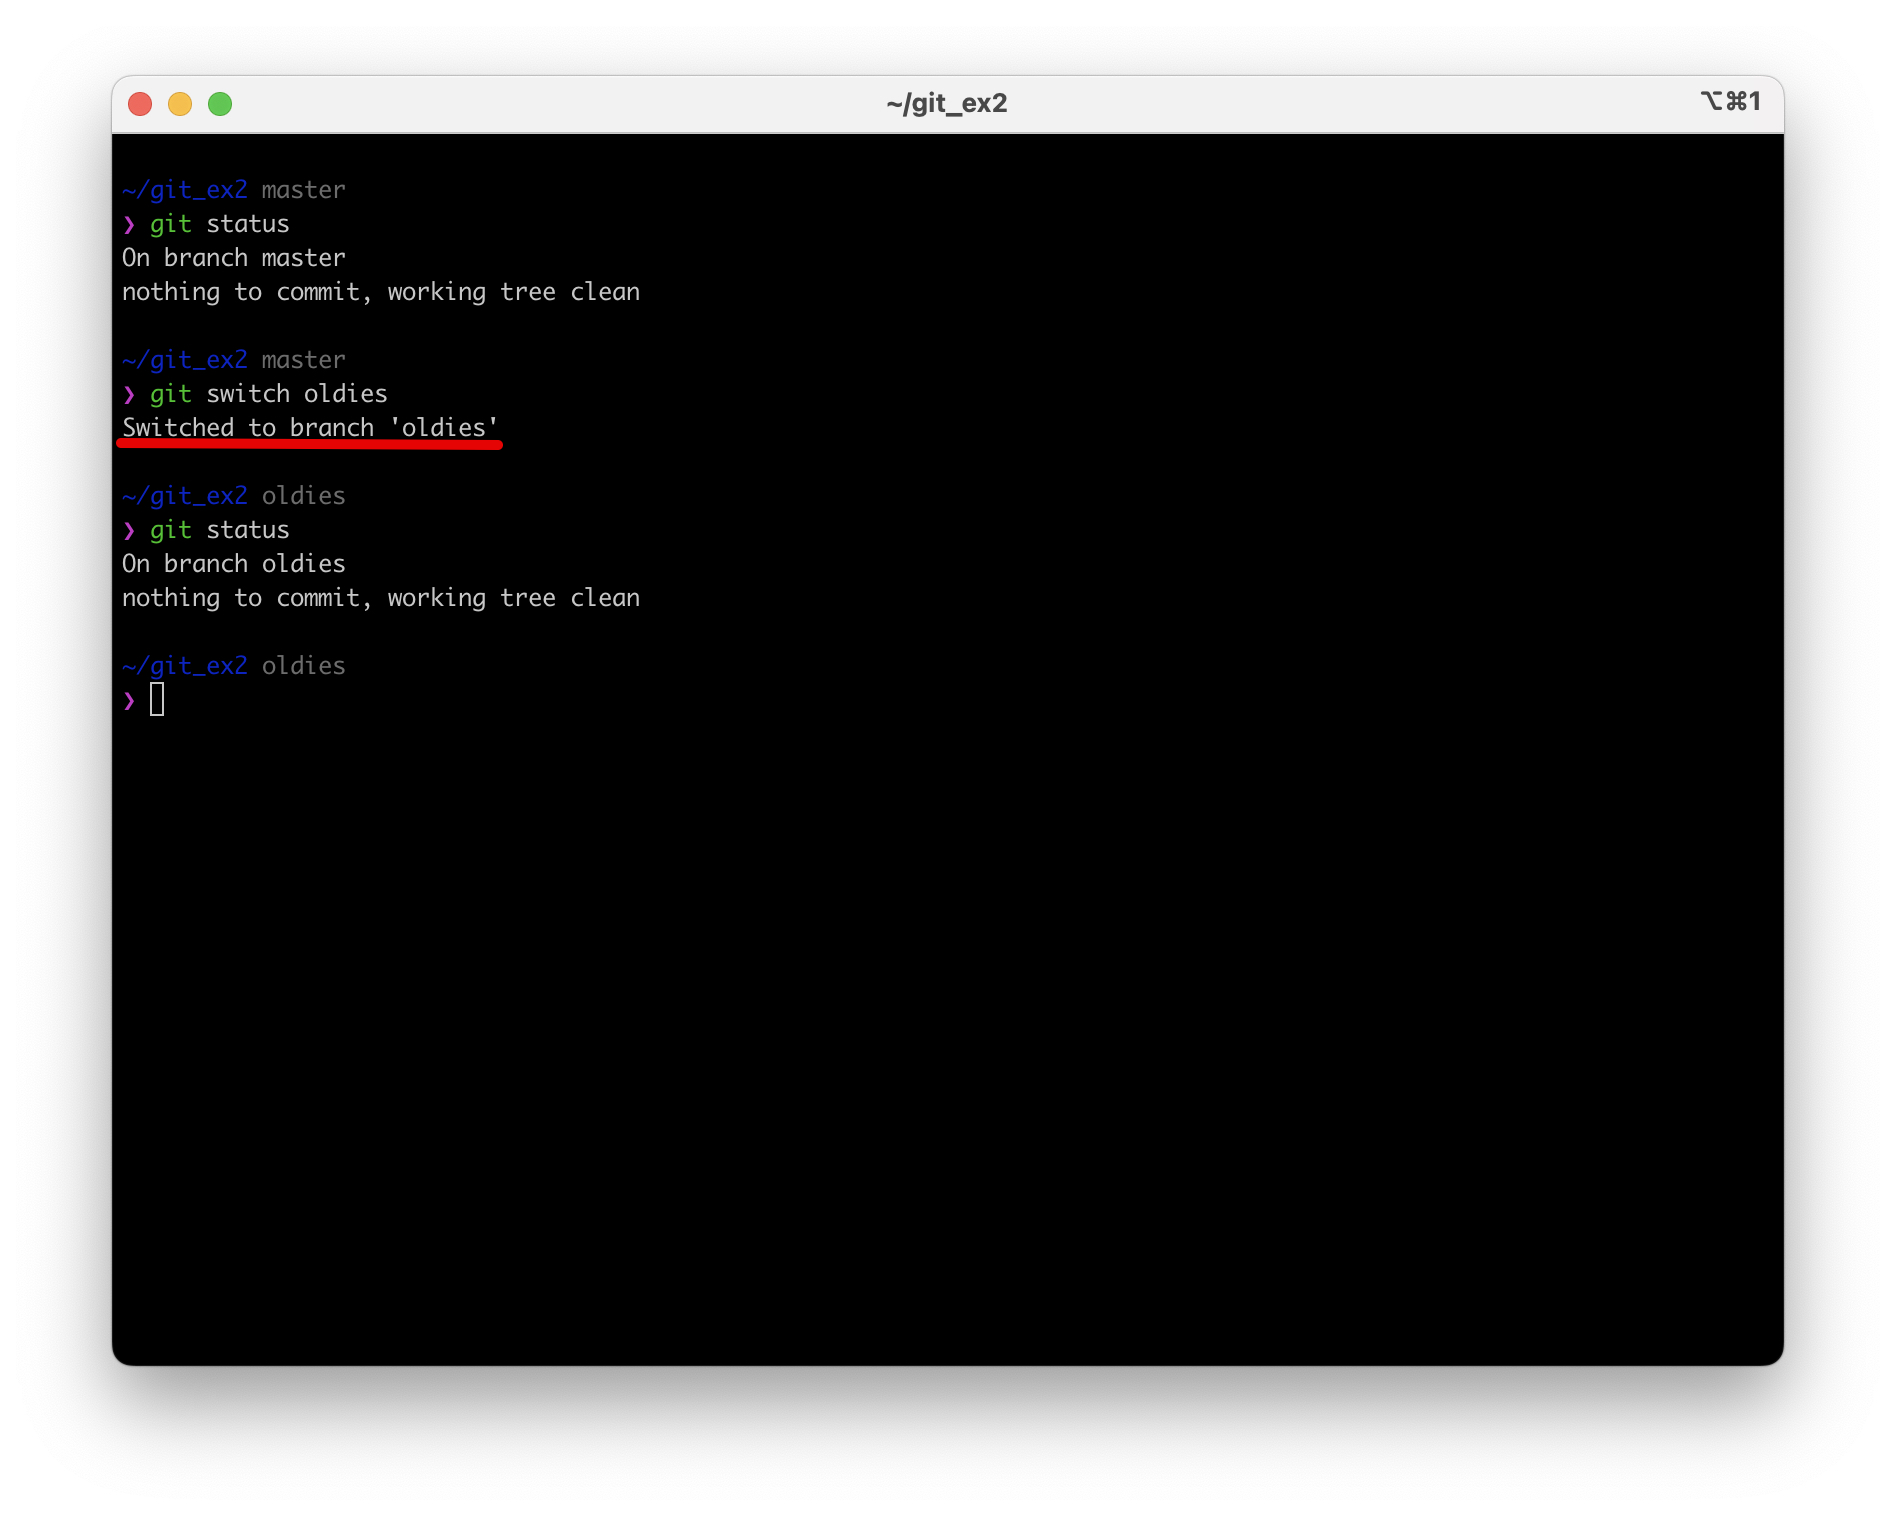 ~/git_ex2
⌥⌘1
~/git_ex2 master
❯ git status
On branch master
nothing to commit, working tree clean
~/git_ex2 master
❯ git switch oldies
Switched to branch 'oldies'
~/git_ex2 oldies
❯ git status
On branch oldies
nothing to commit, working tree clean
~/git_ex2 oldies
❯